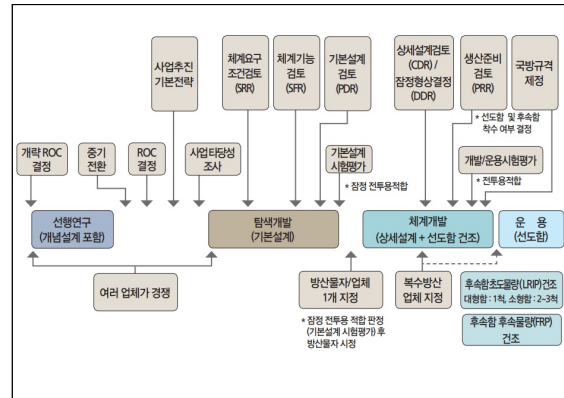 사업추진
기본전략
체계요구
조건검토
(SRR)
체계기능
검토
(SFR)
기본설계
검토
(PDR)
상세설계검토
(CDR) /
잠정형상결정
(DDR)
생산준비
검토
(PRR)
국방규격
제정
* 선도함 및 후속함
착수 여부 결정
개략 ROC
결정
중기
전환
ROC
결정
사업타당성
조사
기본설계
시험평가
* 잠정 전투용적합
개발/운용시험평가
* 전투용적합
선행연구
(개념설계 포함)
탐색개발
(기본설계)
체계개발
(상세설계 + 선도함 건조)
운 용
(선도함)
여러 업체가 경쟁
방산물자/업체
1개 지정
* 잠정 전투용 적합 판정
(기본설계 시험평가) 후
방산물자 시정
복수방산
업체 지정
후속함초도물량(LRIP)건조
대형함 : 1척, 소형함 : 2~3척
후속함 후속물량(FRP)
건조